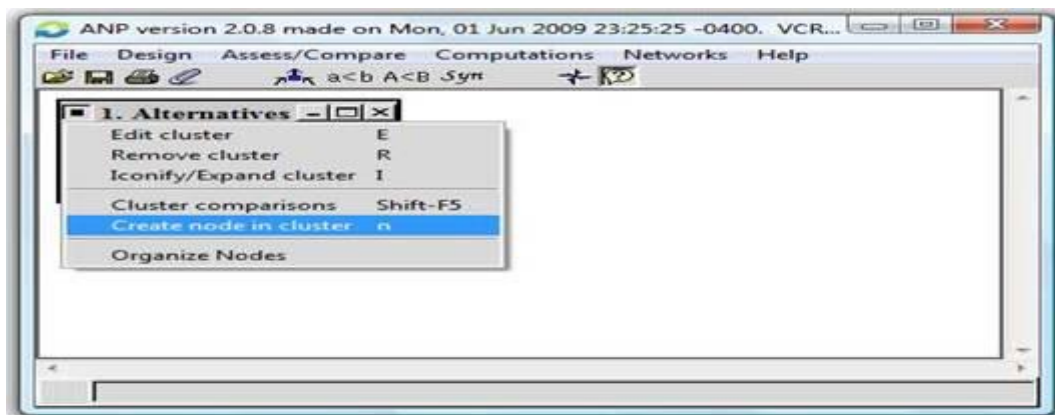 ANP version 2.0.8 made on Mon, 01 Jun 2009 23:25:25 -0400. VCR...
File Design Assess/Compare Computations Networks Help
a<b A<B Syn
1. Alternatives
Edit cluster E
Remove cluster R
Iconify/Expand cluster I
Cluster comparisons Shift-F5
Create node in cluster n
Organize Nodes